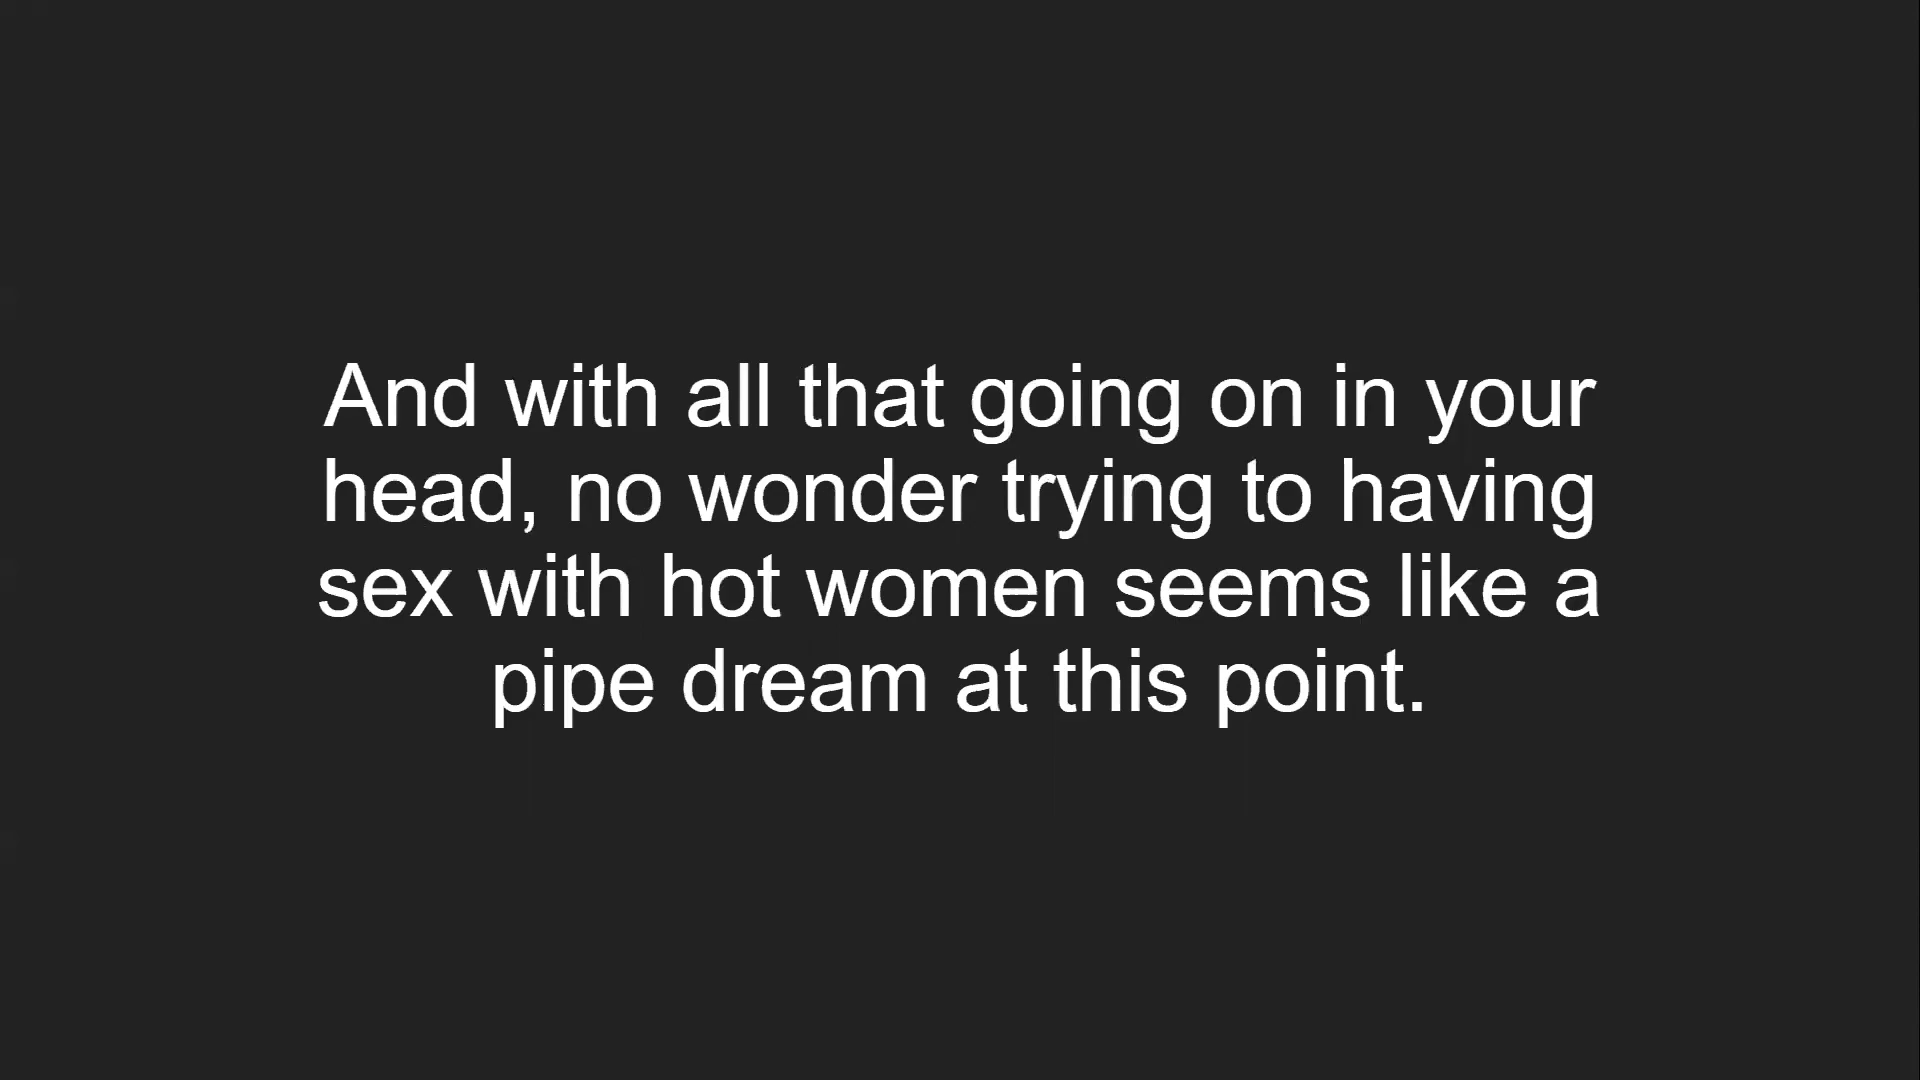 And with all that going on in your
head, no wonder trying to having
sex with hot women seems like a
pipe dream at this point.